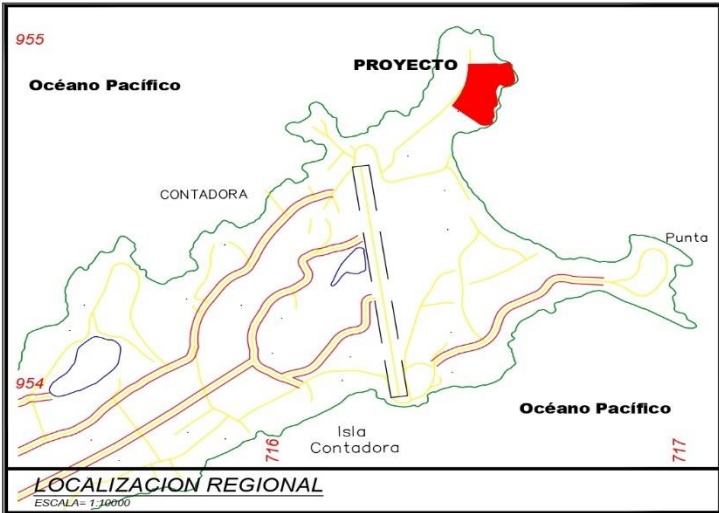 955
Océano Pacífico
PROYECTO
CONTADORA
Punta
954
Océano Pacífico
Isla
Contadora
716
717
LOCALIZACION REGIONAL
ESCALA= 1:10000